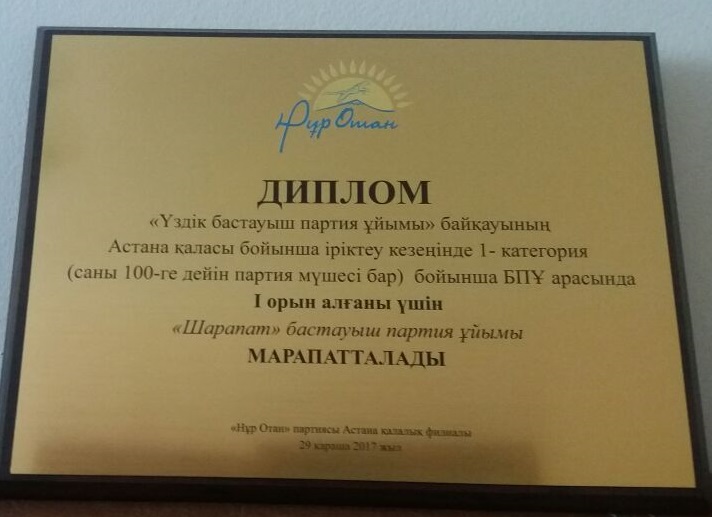 Нұр Отан
ДИПЛОМ
«Үздік бастауыш партия ұйымы» байқауының
Астана қаласы бойынша іріктеу кезеңінде 1- категория
(саны 100-ге дейін партия мүшесі бар) бойынша БПҰ арасында
І орын алғаны үшін
«Шарапат» бастауыш партия ұйымы
МАРАПАТТАЛАДЫ
«Нұр Отан» партиясы Астана қалалық филиалы
29 қараша 2017 жыл